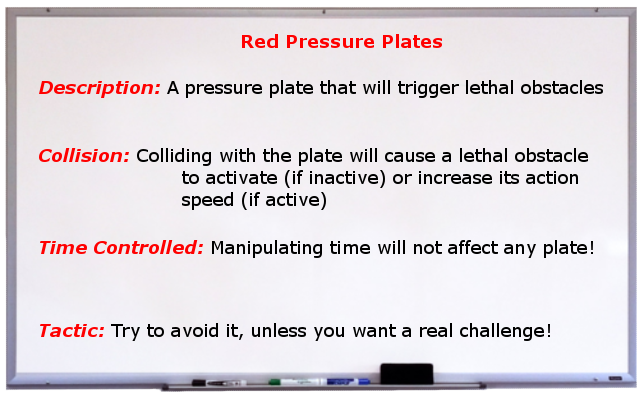 Red Pressure Plates
Description: A pressure plate that will trigger lethal obstacles
Collision: Colliding with the plate will cause a lethal obstacle
to activate (if inactive) or increase its action
speed (if active)
Time Controlled: Manipulating time will not affect any plate!
Tactic: Try to avoid it, unless you want a real challenge!